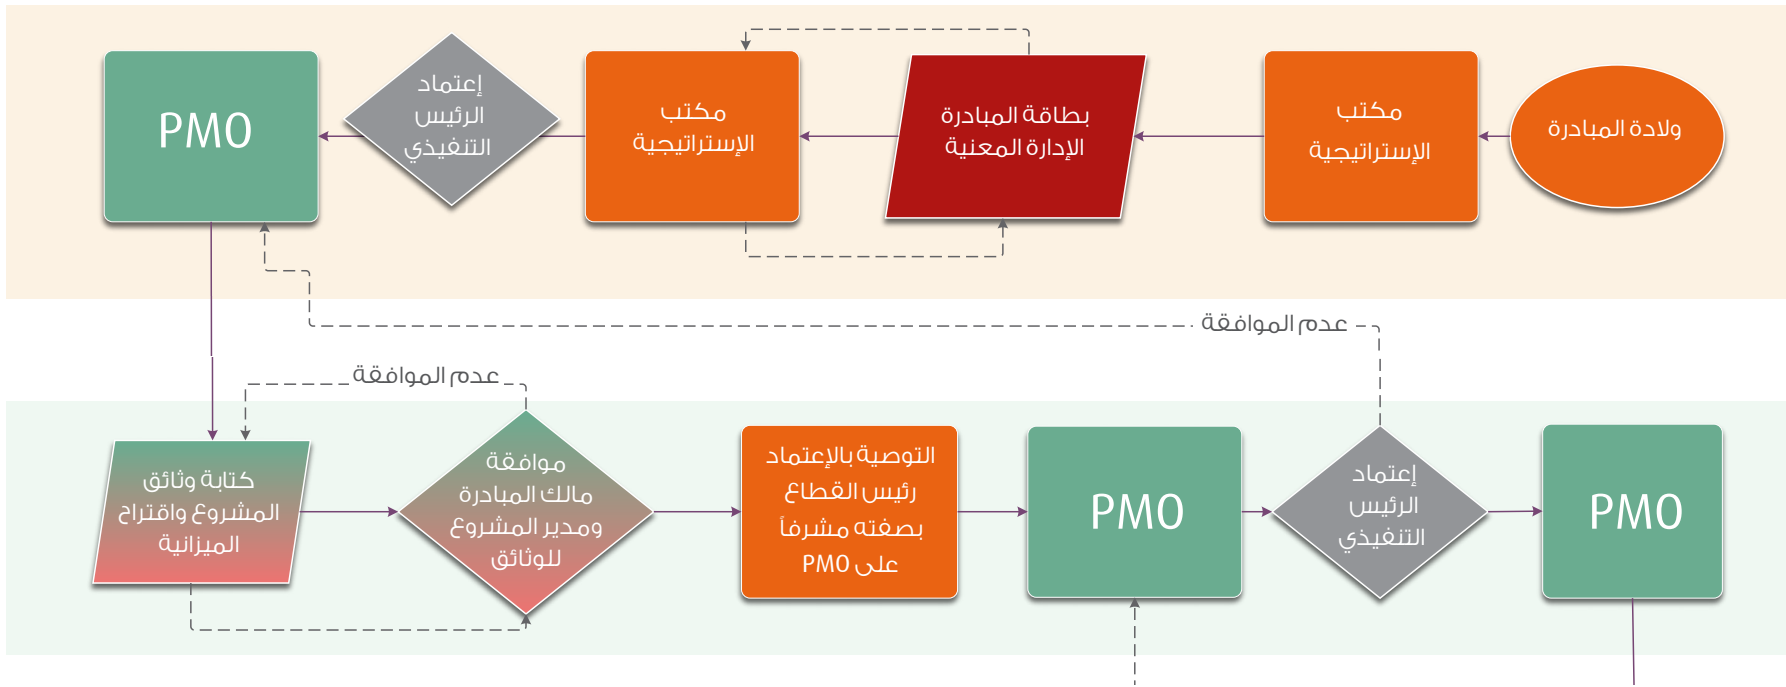 ولادة المبادرة
مكتب
الإستراتيجية
بطاقة المبادرة
الإدارة المعنية
مكتب
الإستراتيجية
إعتماد
الرئيس
التنفيذي
PMO
عدم الموافقة
عدم الموافقة
كتابة وثائق
المشروع واقتراح
الميزانية
موافقة
مالك المبادرة
ومدير المشروع
للوثائق
التوصية بالإعتماد
رئيس القطاع
بصفته مشرفاً
على PMO
PMO
إعتماد
الرئيس
التنفيذي
PMO